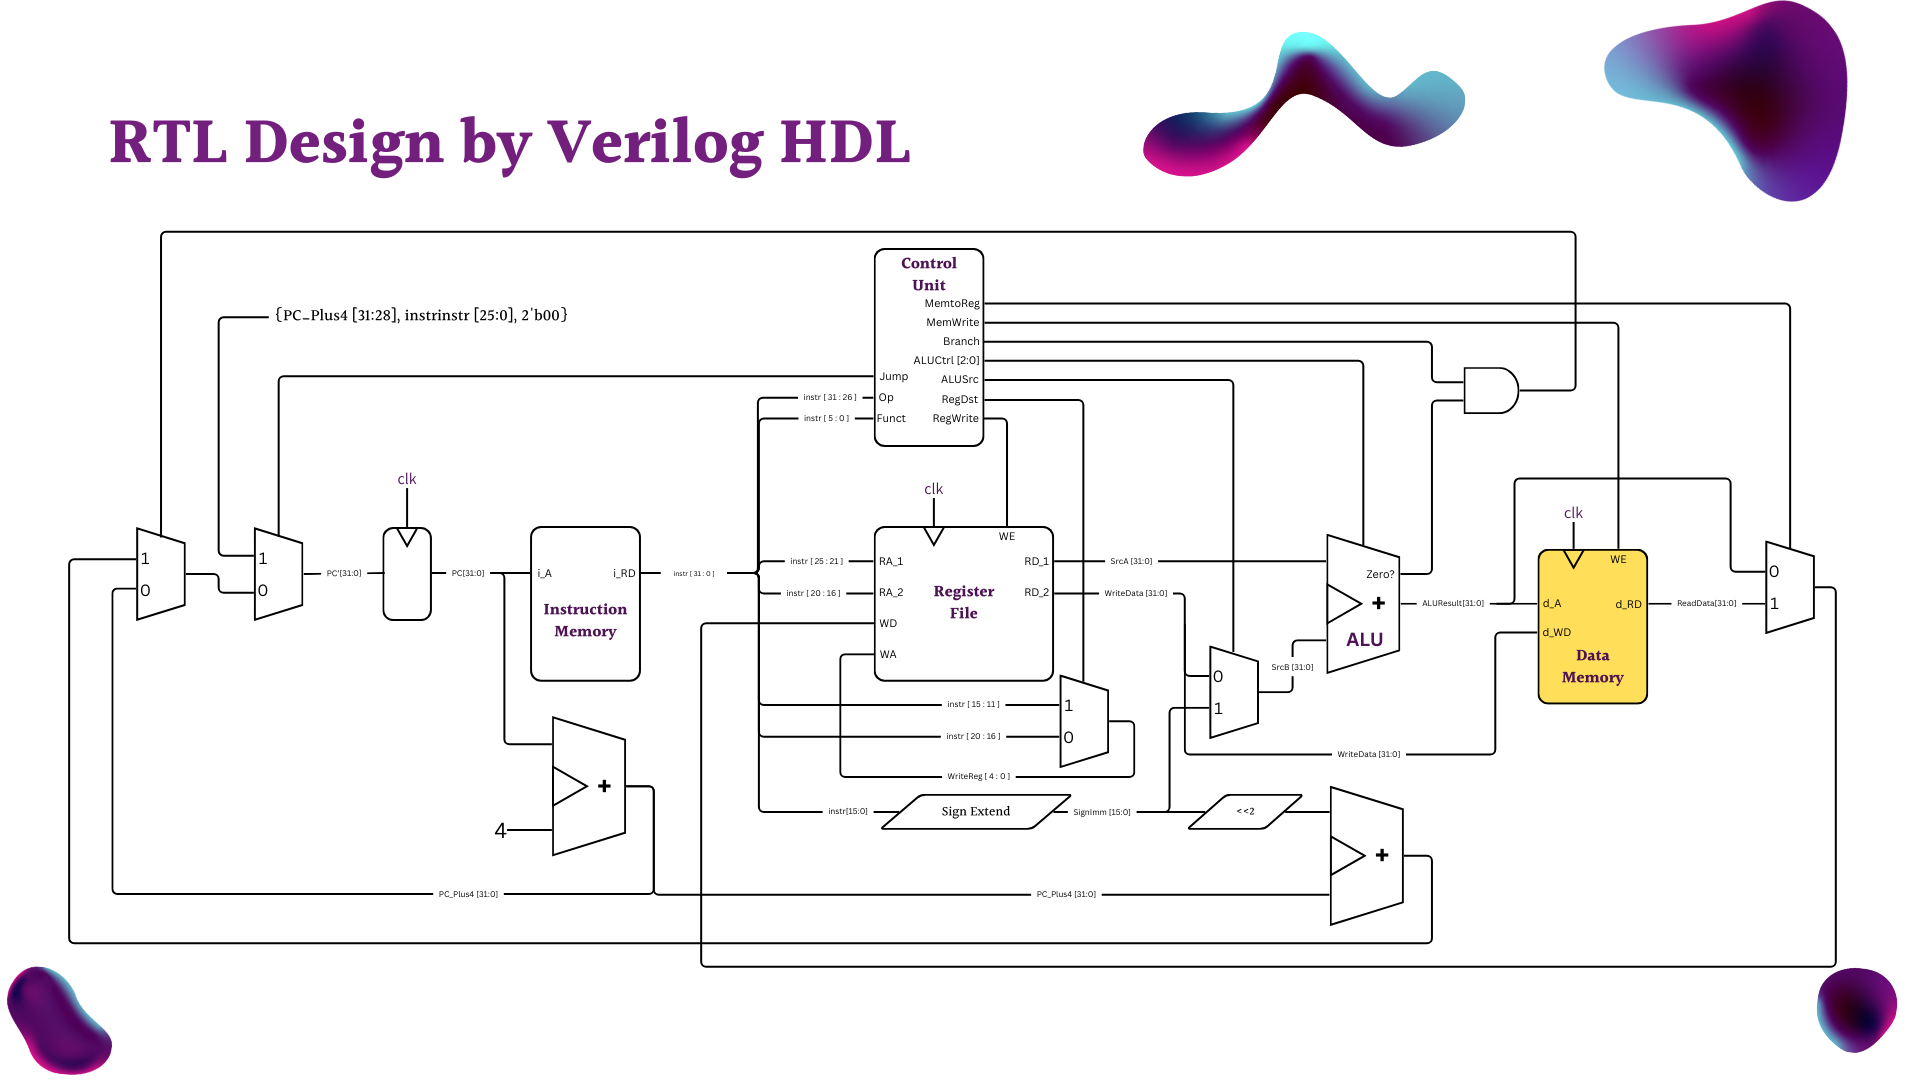 RTL Design by Verilog HDL
Control
Unit
MemtoReg
MemWrite
Branch
ALUCtrl [2:0]
ALUSrc
RegDst
RegWrite
Jump
Op
Funct
{PC_Plus4 [31:28], instrinstr [25:0], 2'b00}
instr [ 31 : 26 ]
instr [ 5 : 0 ]
1
0
1
0
PC'[31:0]
clk
PC[31:0]
i_A
i_RD
Instruction
Memory
instr [ 31 : 0 ]
instr [ 25 : 21 ]
instr [ 20 : 16 ]
clk
WE
RA_1
RA_2
WD
WA
RD_1
RD_2
Register
File
SrcA [31:0]
WriteData [31:0]
instr [ 15 : 11 ]
instr [ 20 : 16 ]
1
0
WriteReg [ 4 : 0 ]
0
1
SrcB [31:0]
Zero?
+
ALU
ALUResult[31:0]
clk
WE
d_A
d_RD
d_WD
Data
Memory
ReadData[31:0]
0
1
WriteData [31:0]
+
4
instr[15:0]
Sign Extend
SignImm [15:0]
<<2
+
PC_Plus4 [31:0]
PC_Plus4 [31:0]